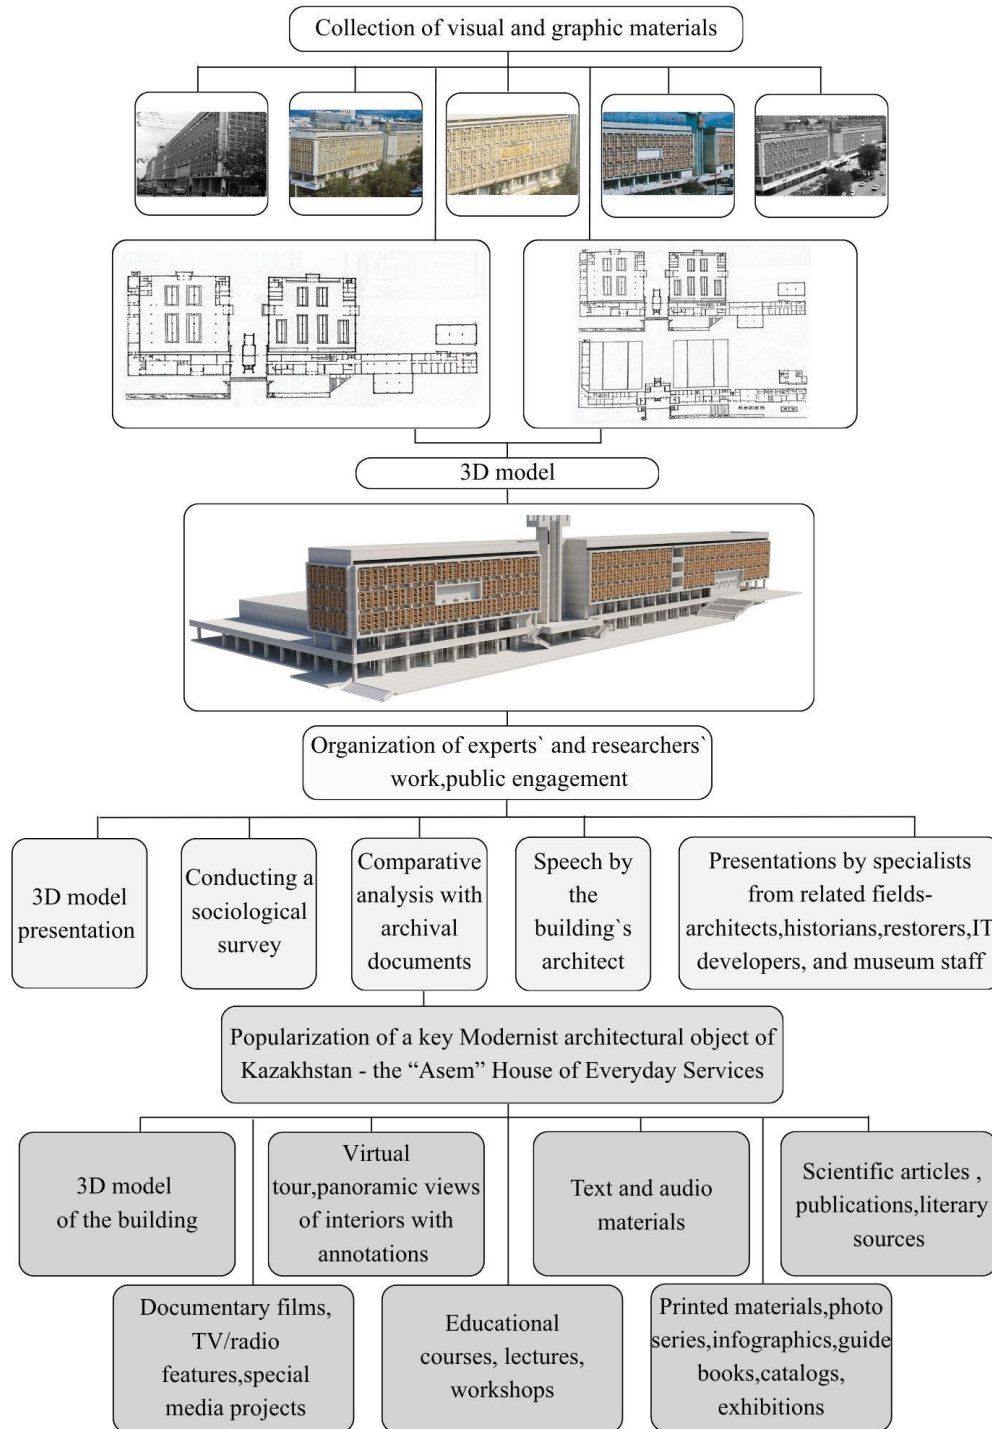 Collection of visual and graphic materials
3D model
Organization of experts` and researchers`
work,public engagement
3D model
presentation
Conducting a
sociological
survey
Comparative
analysis with
archival
documents
Speech by
the
building`s
architect
Presentations by specialists
from related fields-
architects,historians,restorers,IT
developers, and museum staff
Popularization of a key Modernist architectural object of
Kazakhstan - the “Asem” House of Everyday Services
3D model
of the building
Virtual
tour,panoramic views
of interiors with
annotations
Text and audio
materials
Scientific articles ,
publications,literary
sources
Documentary films,
TV/radio
features,special
media projects
Educational
courses, lectures,
workshops
Printed materials,photo
series,infographics,guide
books,catalogs,
exhibitions